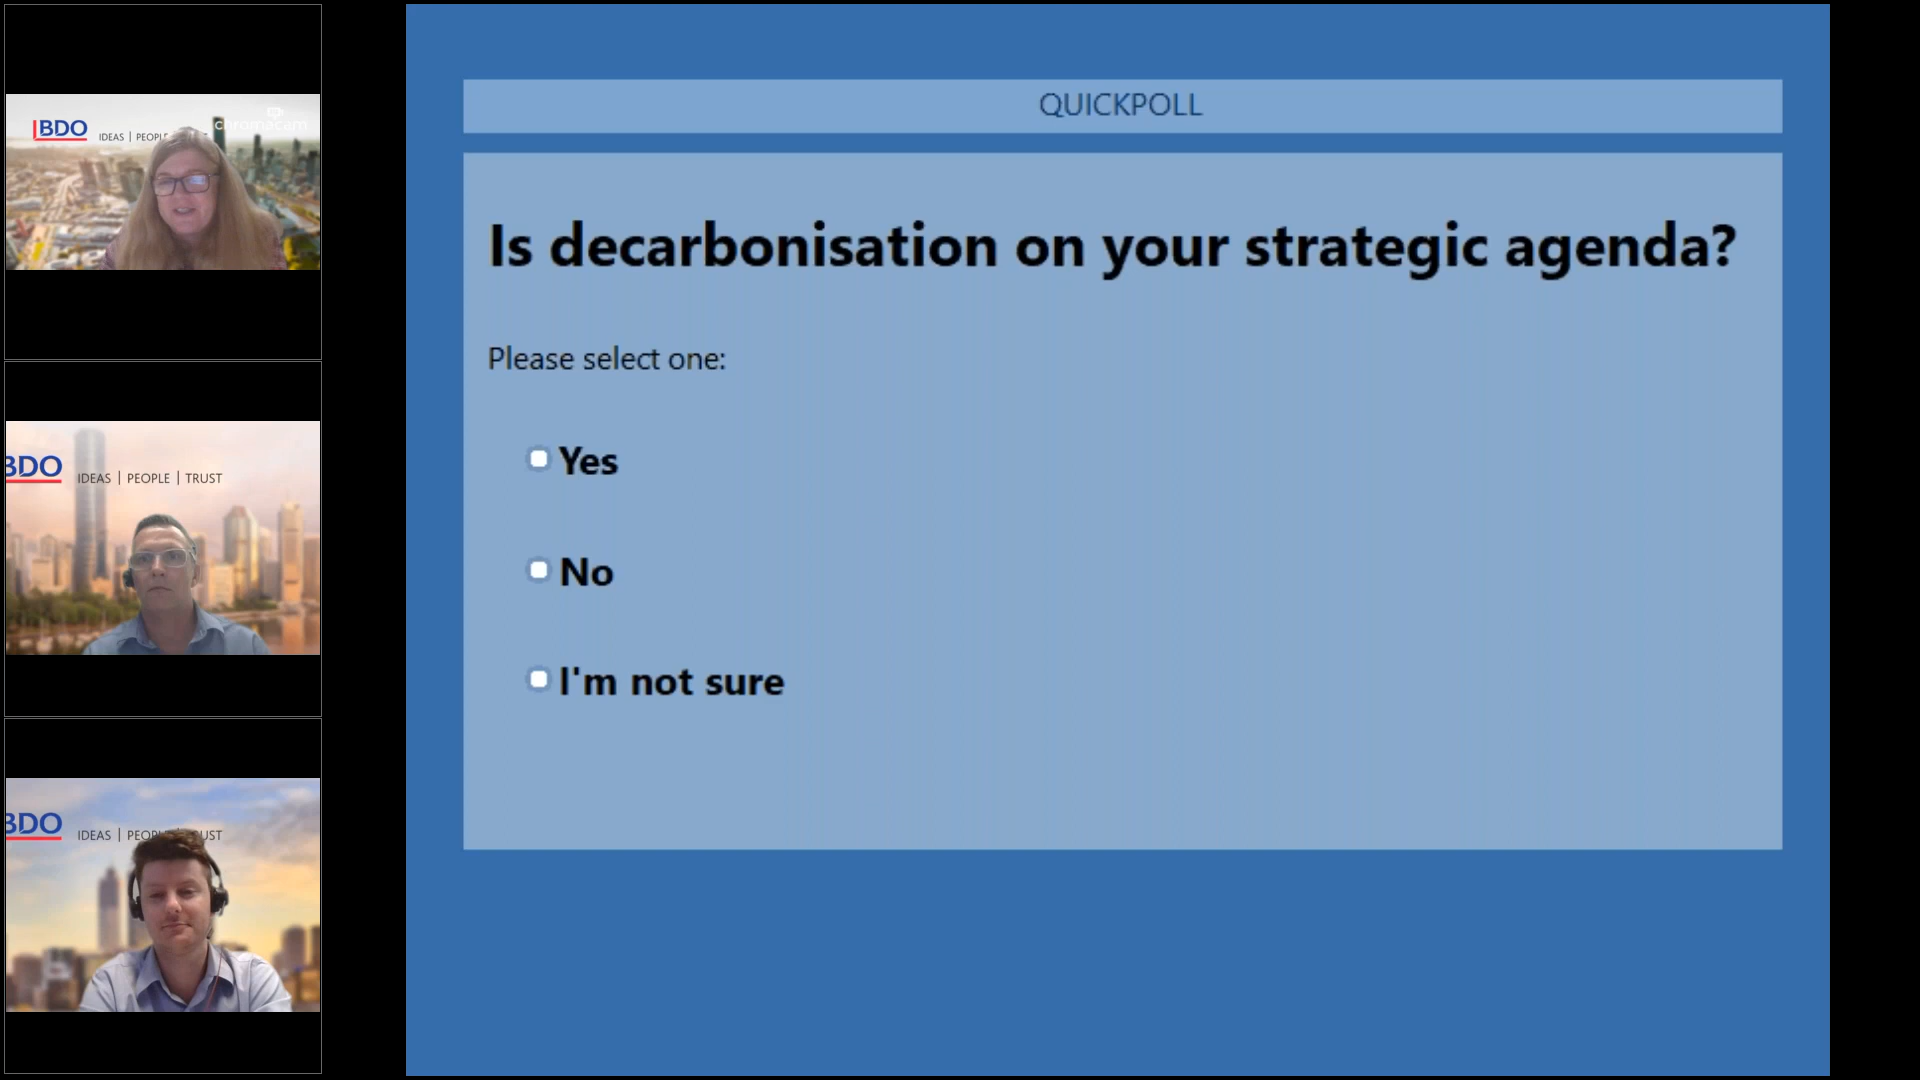 BDO IDEAS | PEOPLE
chromacam
BDO IDEAS | PEOPLE | TRUST
BDO IDEAS |
QUICKPOLL
Is decarbonisation on your strategic agenda?
Please select one:
Yes
No
I'm not sure